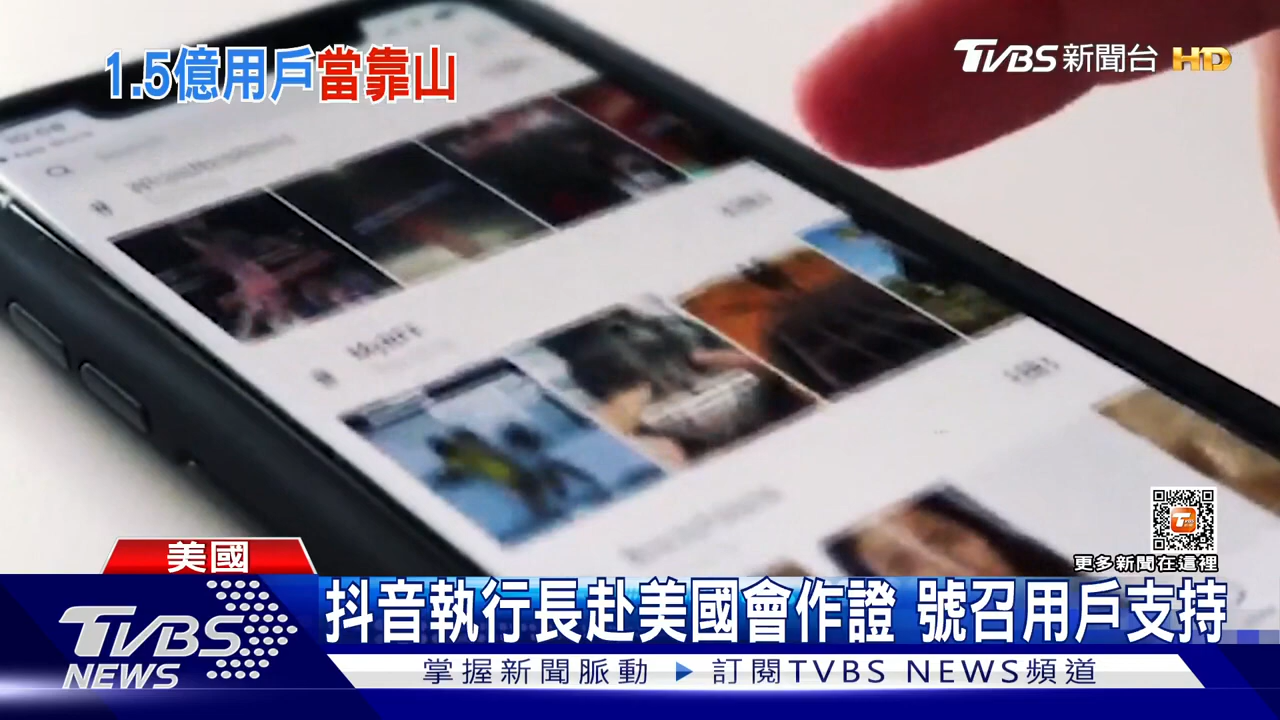 1.5億用戶當靠山
TVBS新聞台 HD
更多新聞在這裡
美國
抖音執行長赴美國會作證 號召用戶支持
TVBS NEWS
掌握新聞脈動 ▶ 訂閱TVBS NEWS頻道